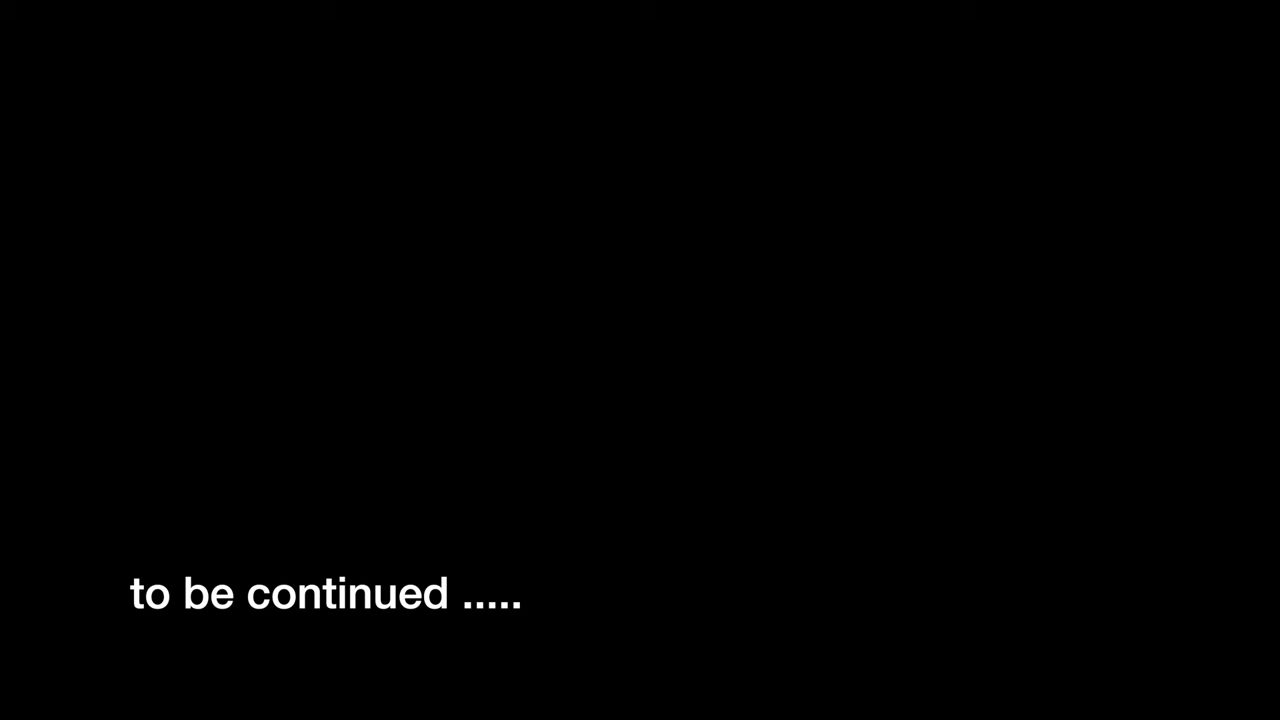 to be continued .....